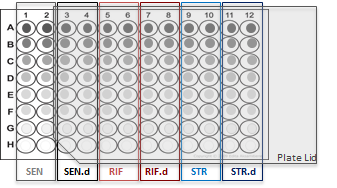 1 2 3 4 5 6 7 8 9 10 11 12
A
B
C
D
E
F
G
H
Plate Lid
SEN SEN.d RIF RIF.d STR STR.d